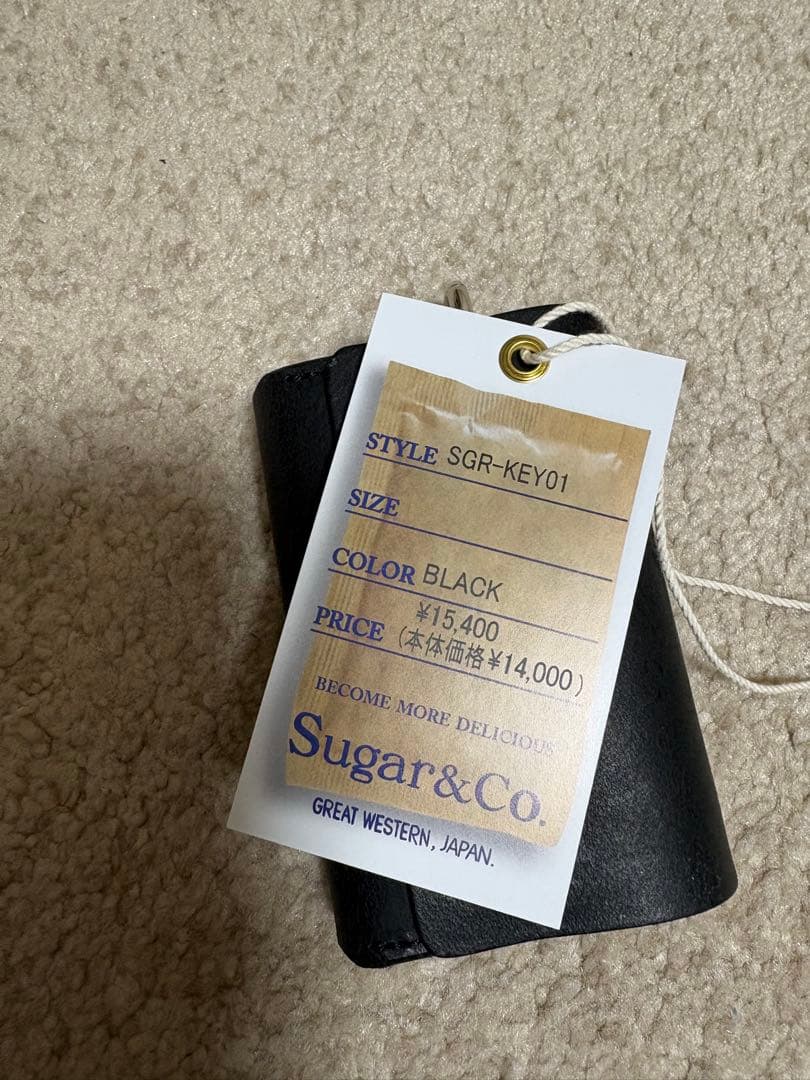 STYLE SGR-KEY01
SIZE
COLOR BLACK
PRICE ¥15,400
(本体価格¥14,000)
BECOME MORE DELICIOUS
Sugar&Co.
GREAT WESTERN, JAPAN.